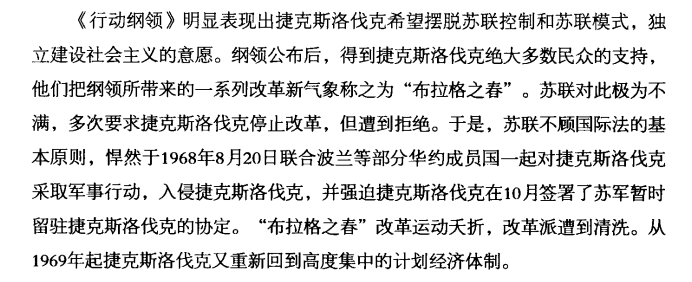 《行动纲领》明显表现出捷克斯洛伐克希望摆脱苏联控制和苏联模式，独
立建设社会主义的意愿。纲领公布后，得到捷克斯洛伐克绝大多数民众的支持，
他们把纲领所带来的一系列改革新气象称之为“布拉格之春”。苏联对此极为不
满，多次要求捷克斯洛伐克停止改革，但遭到拒绝。于是，苏联不顾国际法的基
本原则，悍然于1968年8月20日联合波兰等部分华约成员国一起对捷克斯洛伐克
采取军事行动，入侵捷克斯洛伐克，并强迫捷克斯洛伐克在10月签署了苏军暂时
留驻捷克斯洛伐克的协定。“布拉格之春”改革运动夭折，改革派遭到清洗。从
1969年起捷克斯洛伐克又重新回到高度集中的计划经济体制。